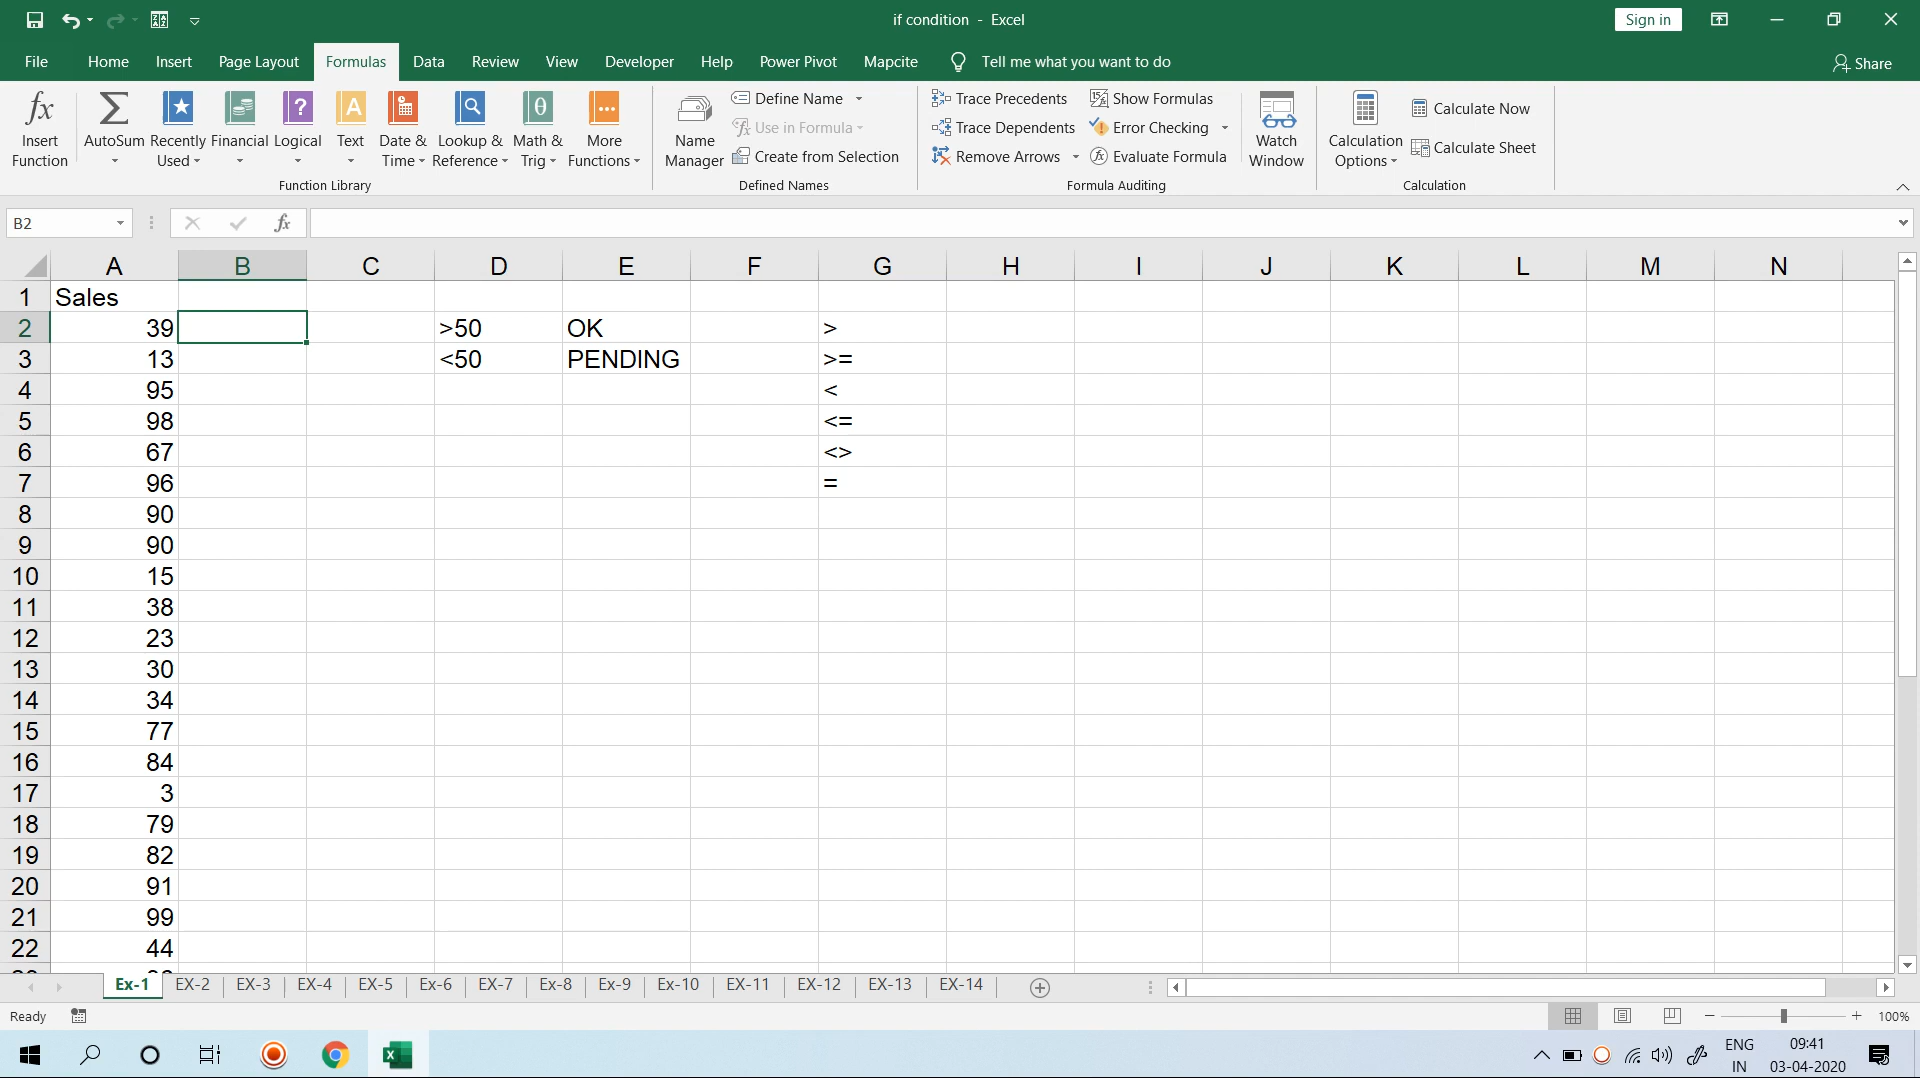 if condition - Excel
Sign in
File Home Insert Page Layout Formulas Data Review View Developer Help Power Pivot Mapcite Tell me what you want to do
Share
Insert Function
AutoSum
Recently Used
Financial
Logical
Text
Date & Time
Lookup & Reference
Math & Trig
More Functions
Function Library
Name Manager
Define Name
Use in Formula
Create from Selection
Defined Names
Trace Precedents
Trace Dependents
Remove Arrows
Show Formulas
Error Checking
Evaluate Formula
Formula Auditing
Watch Window
Calculation Options
Calculate Now
Calculate Sheet
Calculation
B2
fx
A B C D E F G H I J K L M N
1 Sales
2 39 >50 OK >
3 13 <50 PENDING >=
4 95 <
5 98 <=
6 67 <>
7 96 =
8 90
9 90
10 15
11 38
12 23
13 30
14 34
15 77
16 84
17 3
18 79
19 82
20 91
21 99
22 44
Ex-1 EX-2 EX-3 EX-4 EX-5 Ex-6 EX-7 Ex-8 Ex-9 Ex-10 EX-11 EX-12 EX-13 EX-14
Ready
100%
ENG
IN
09:41
03-04-2020